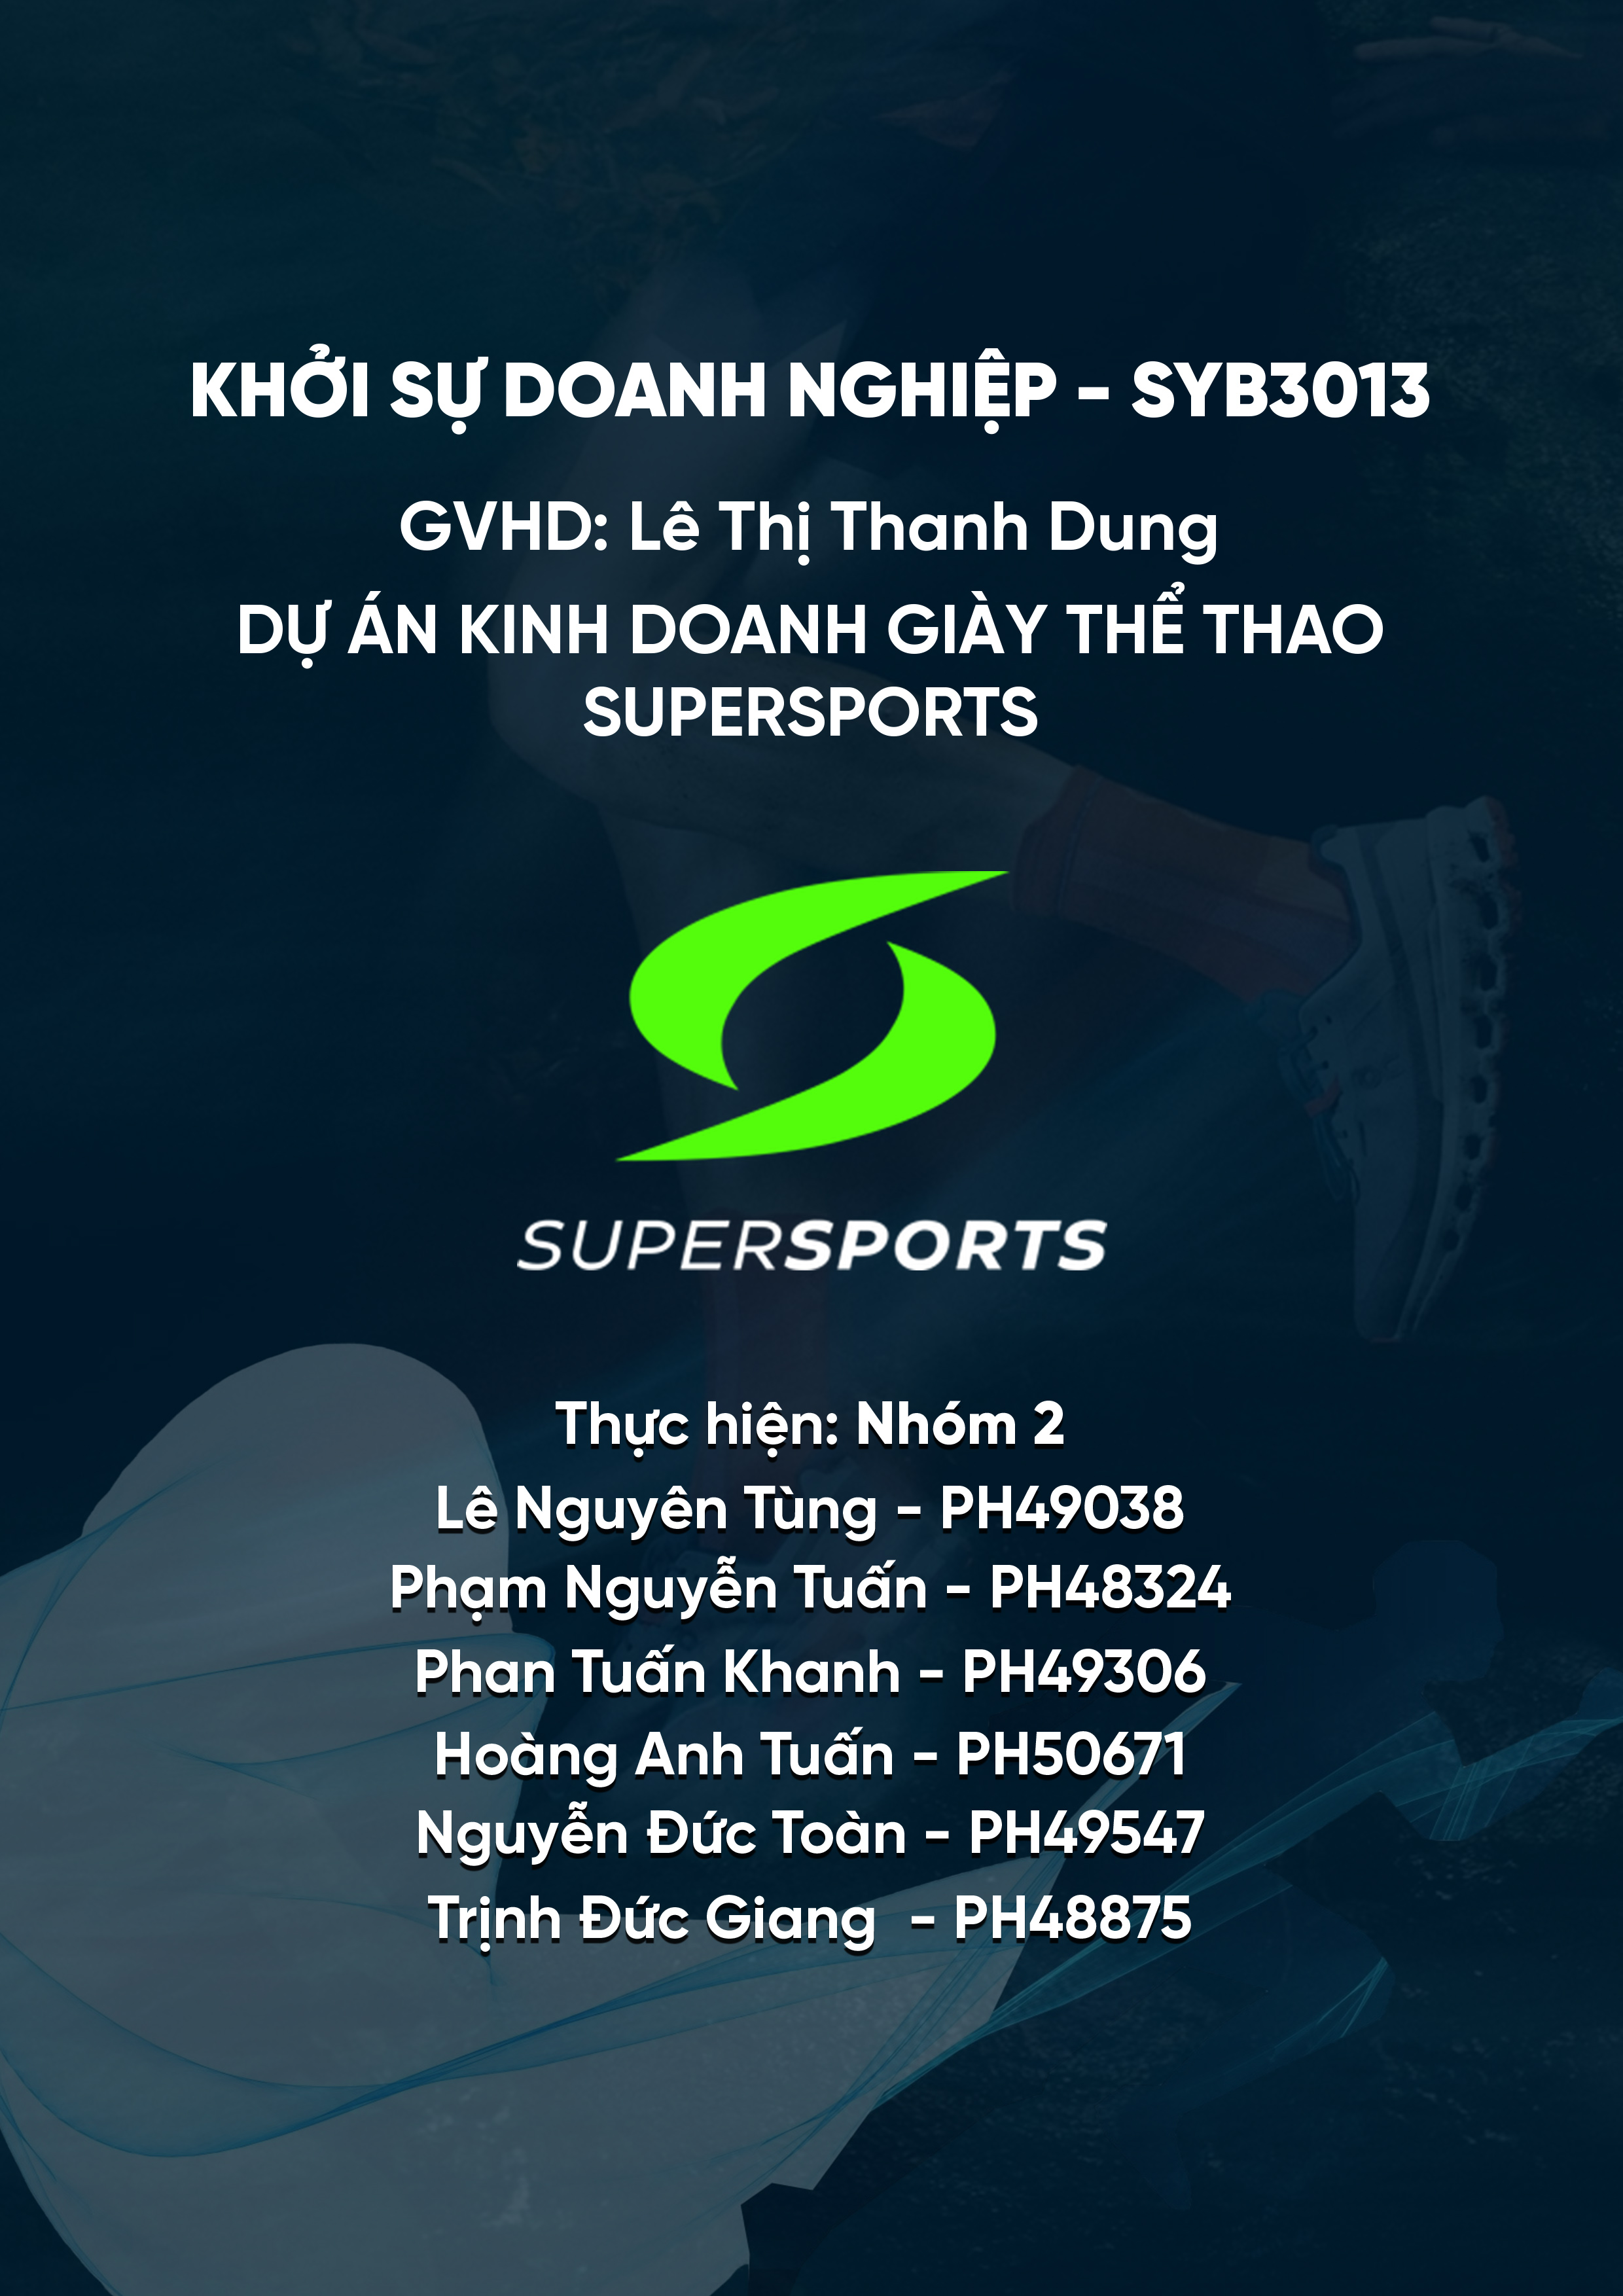 KHỞI SỰ DOANH NGHIỆP - SYB3013
GVHD: Lê Thị Thanh Dung
DỰ ÁN KINH DOANH GIÀY THỂ THAO
SUPERSPORTS
SUPERSPORTS
Thực hiện: Nhóm 2
Lê Nguyên Tùng - PH49038
Phạm Nguyễn Tuấn - PH48324
Phan Tuấn Khanh - PH49306
Hoàng Anh Tuấn - PH50671
Nguyễn Đức Toàn - PH49547
Trịnh Đức Giang  - PH48875